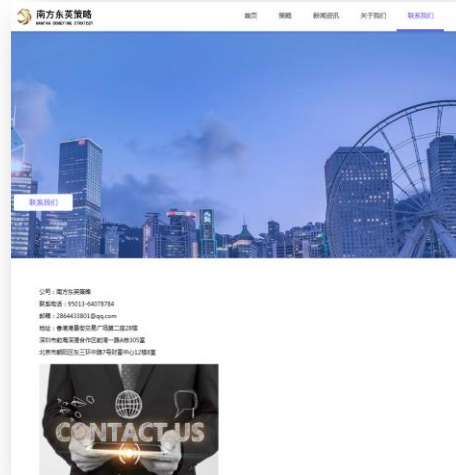 南方东英策略
NANFAN DONGYING STRATEGY
首页 策略 新闻资讯 关于我们 联系我们
联系我们
公司：南方东英策略
联系电话：95013-64078784
邮箱：2864433801@qq.com
地址：香港港景街交易广场第二座28楼
深圳市前海深港合作区前湾一路A栋305室
北京市朝阳区东三环中路7号财富中心12楼B室
CONTACT US